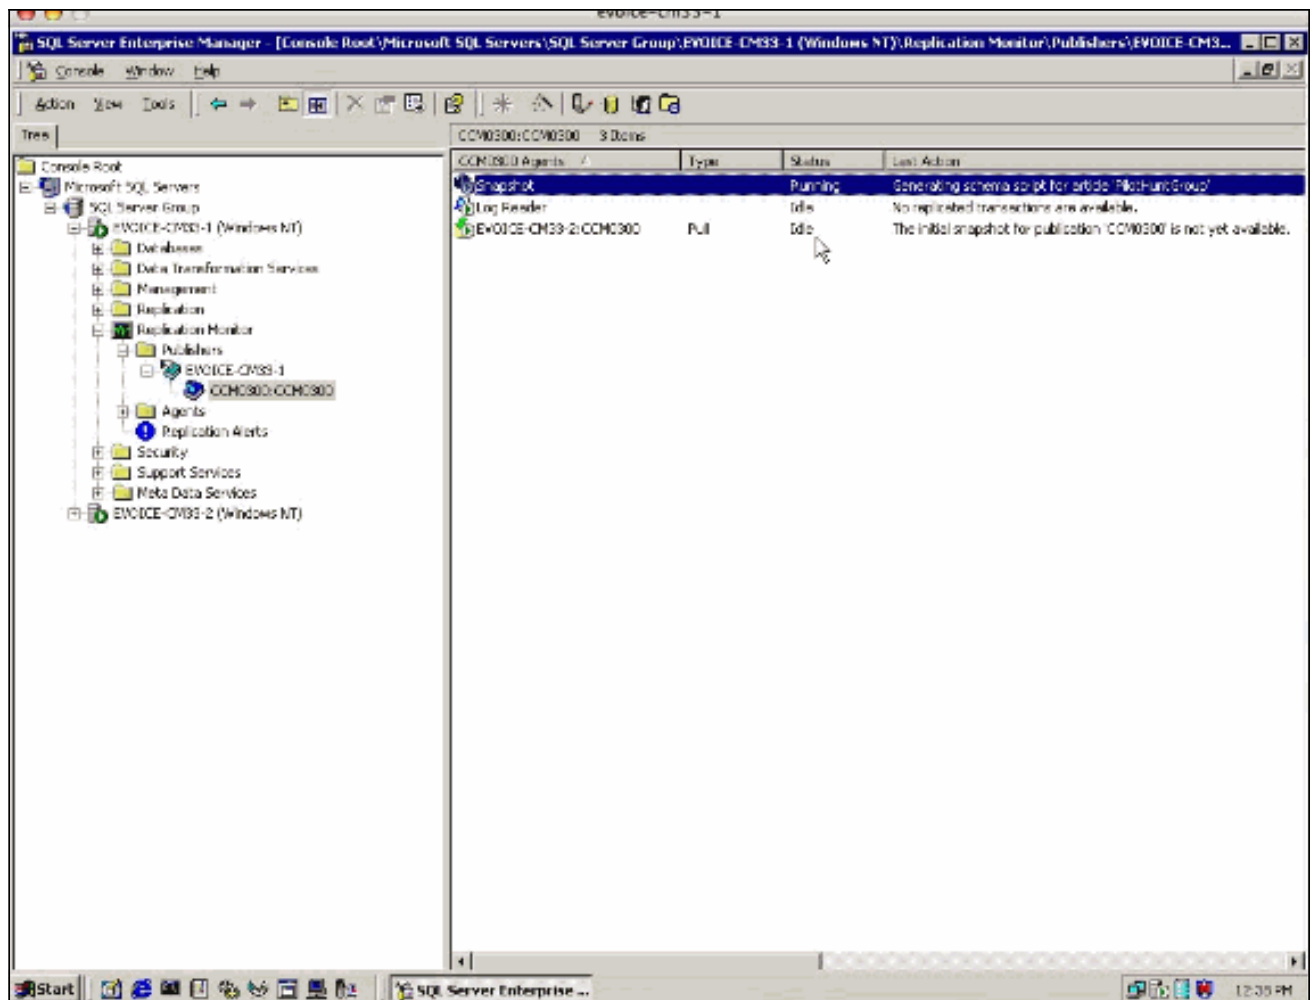 evoice-cm33-1
SQL Server Enterprise Manager - [Console Root\Microsoft SQL Servers\SQL Server Group\EVOICE-CM33-1 (Windows NT)\Replication Monitor\Publishers\EVOICE-CM3...
Console Window Help
Action View Tools
Tree
CCM0300:CCM0300 3 Items
CCM0300 Agents Type Status Last Action
Snapshot Running Generating schema script for article 'PilotHuntGroup'
Log Reader Idle No replicated transactions are available.
EVOICE-CM33-2:CCM0300 Pull Idle The initial snapshot for publication 'CCM0300' is not yet available.
Console Root
Microsoft SQL Servers
SQL Server Group
EVOICE-CM33-1 (Windows NT)
Databases
Data Transformation Services
Management
Replication
Replication Monitor
Publishers
EVOICE-CM33-1
CCM0300:CCM0300
Agents
Replication Alerts
Security
Support Services
Meta Data Services
EVOICE-CM33-2 (Windows NT)
Start
SQL Server Enterprise ...
PM